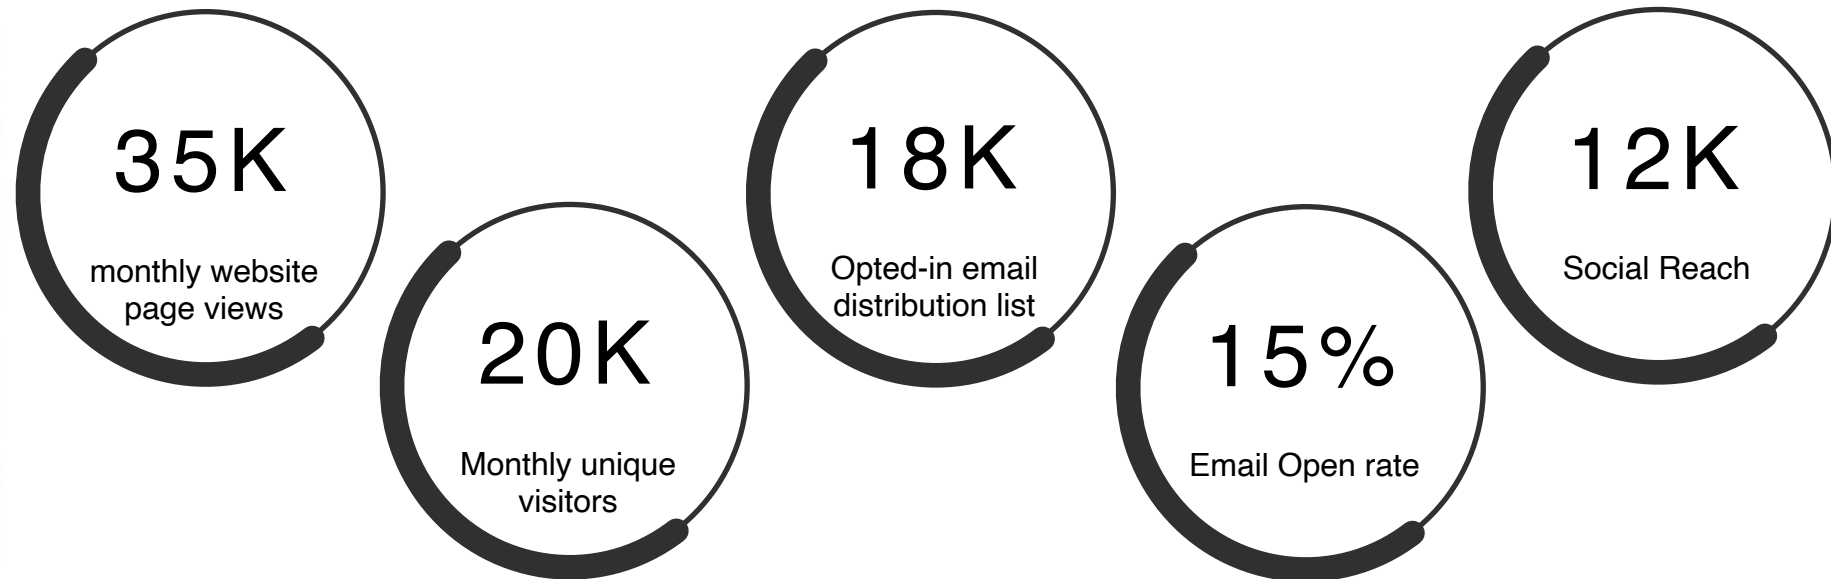 35K
monthly website
page views
20K
Monthly unique
visitors
18K
Opted-in email
distribution list
15%
Email Open rate
12K
Social Reach